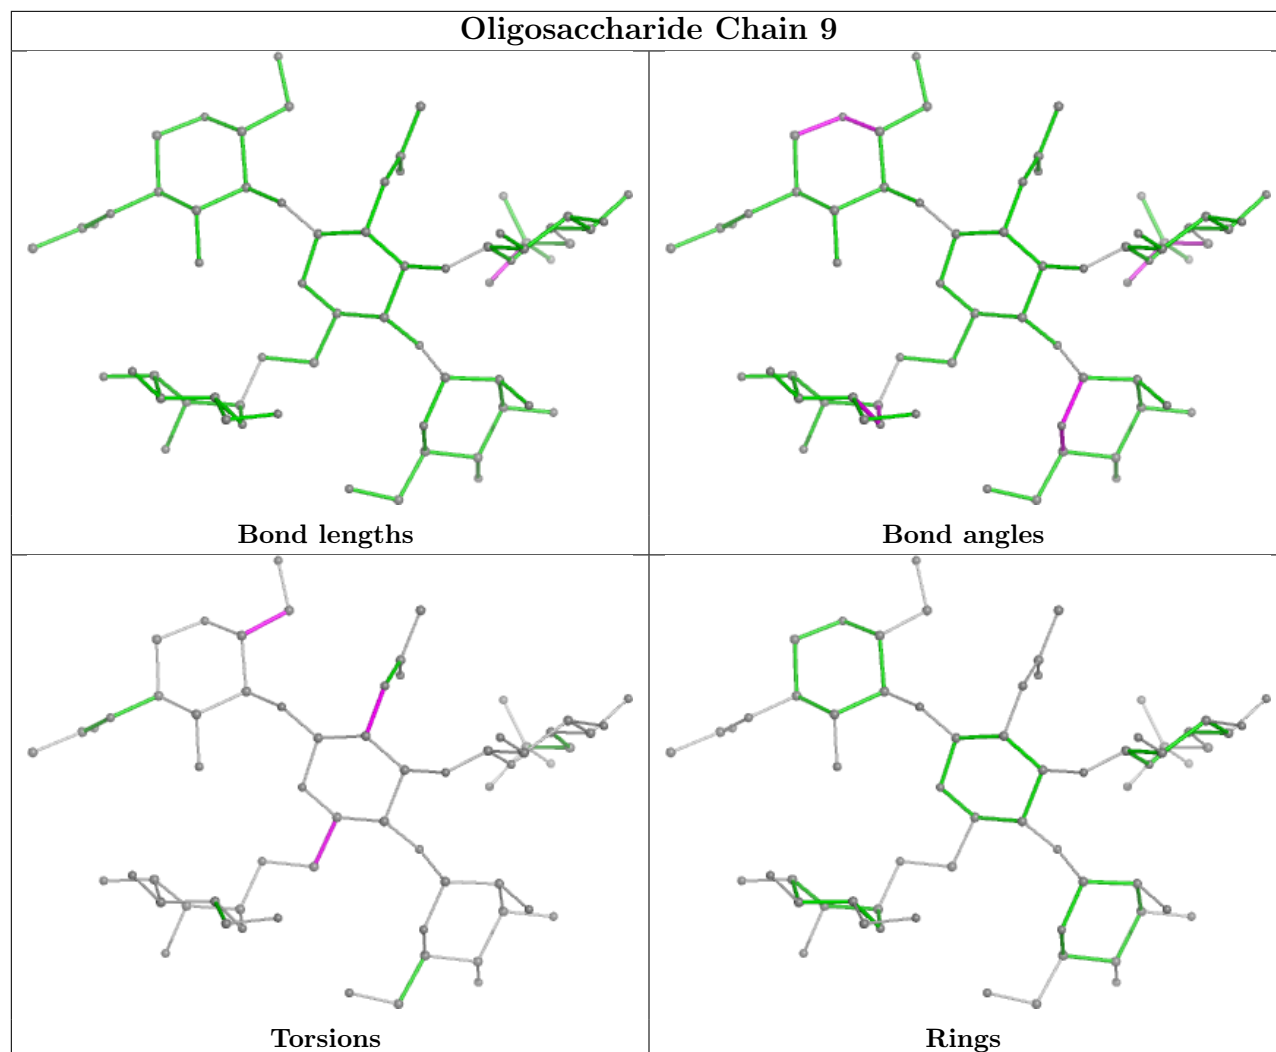 Oligosaccharide Chain 9
Bond lengths
Bond angles
Torsions
Rings